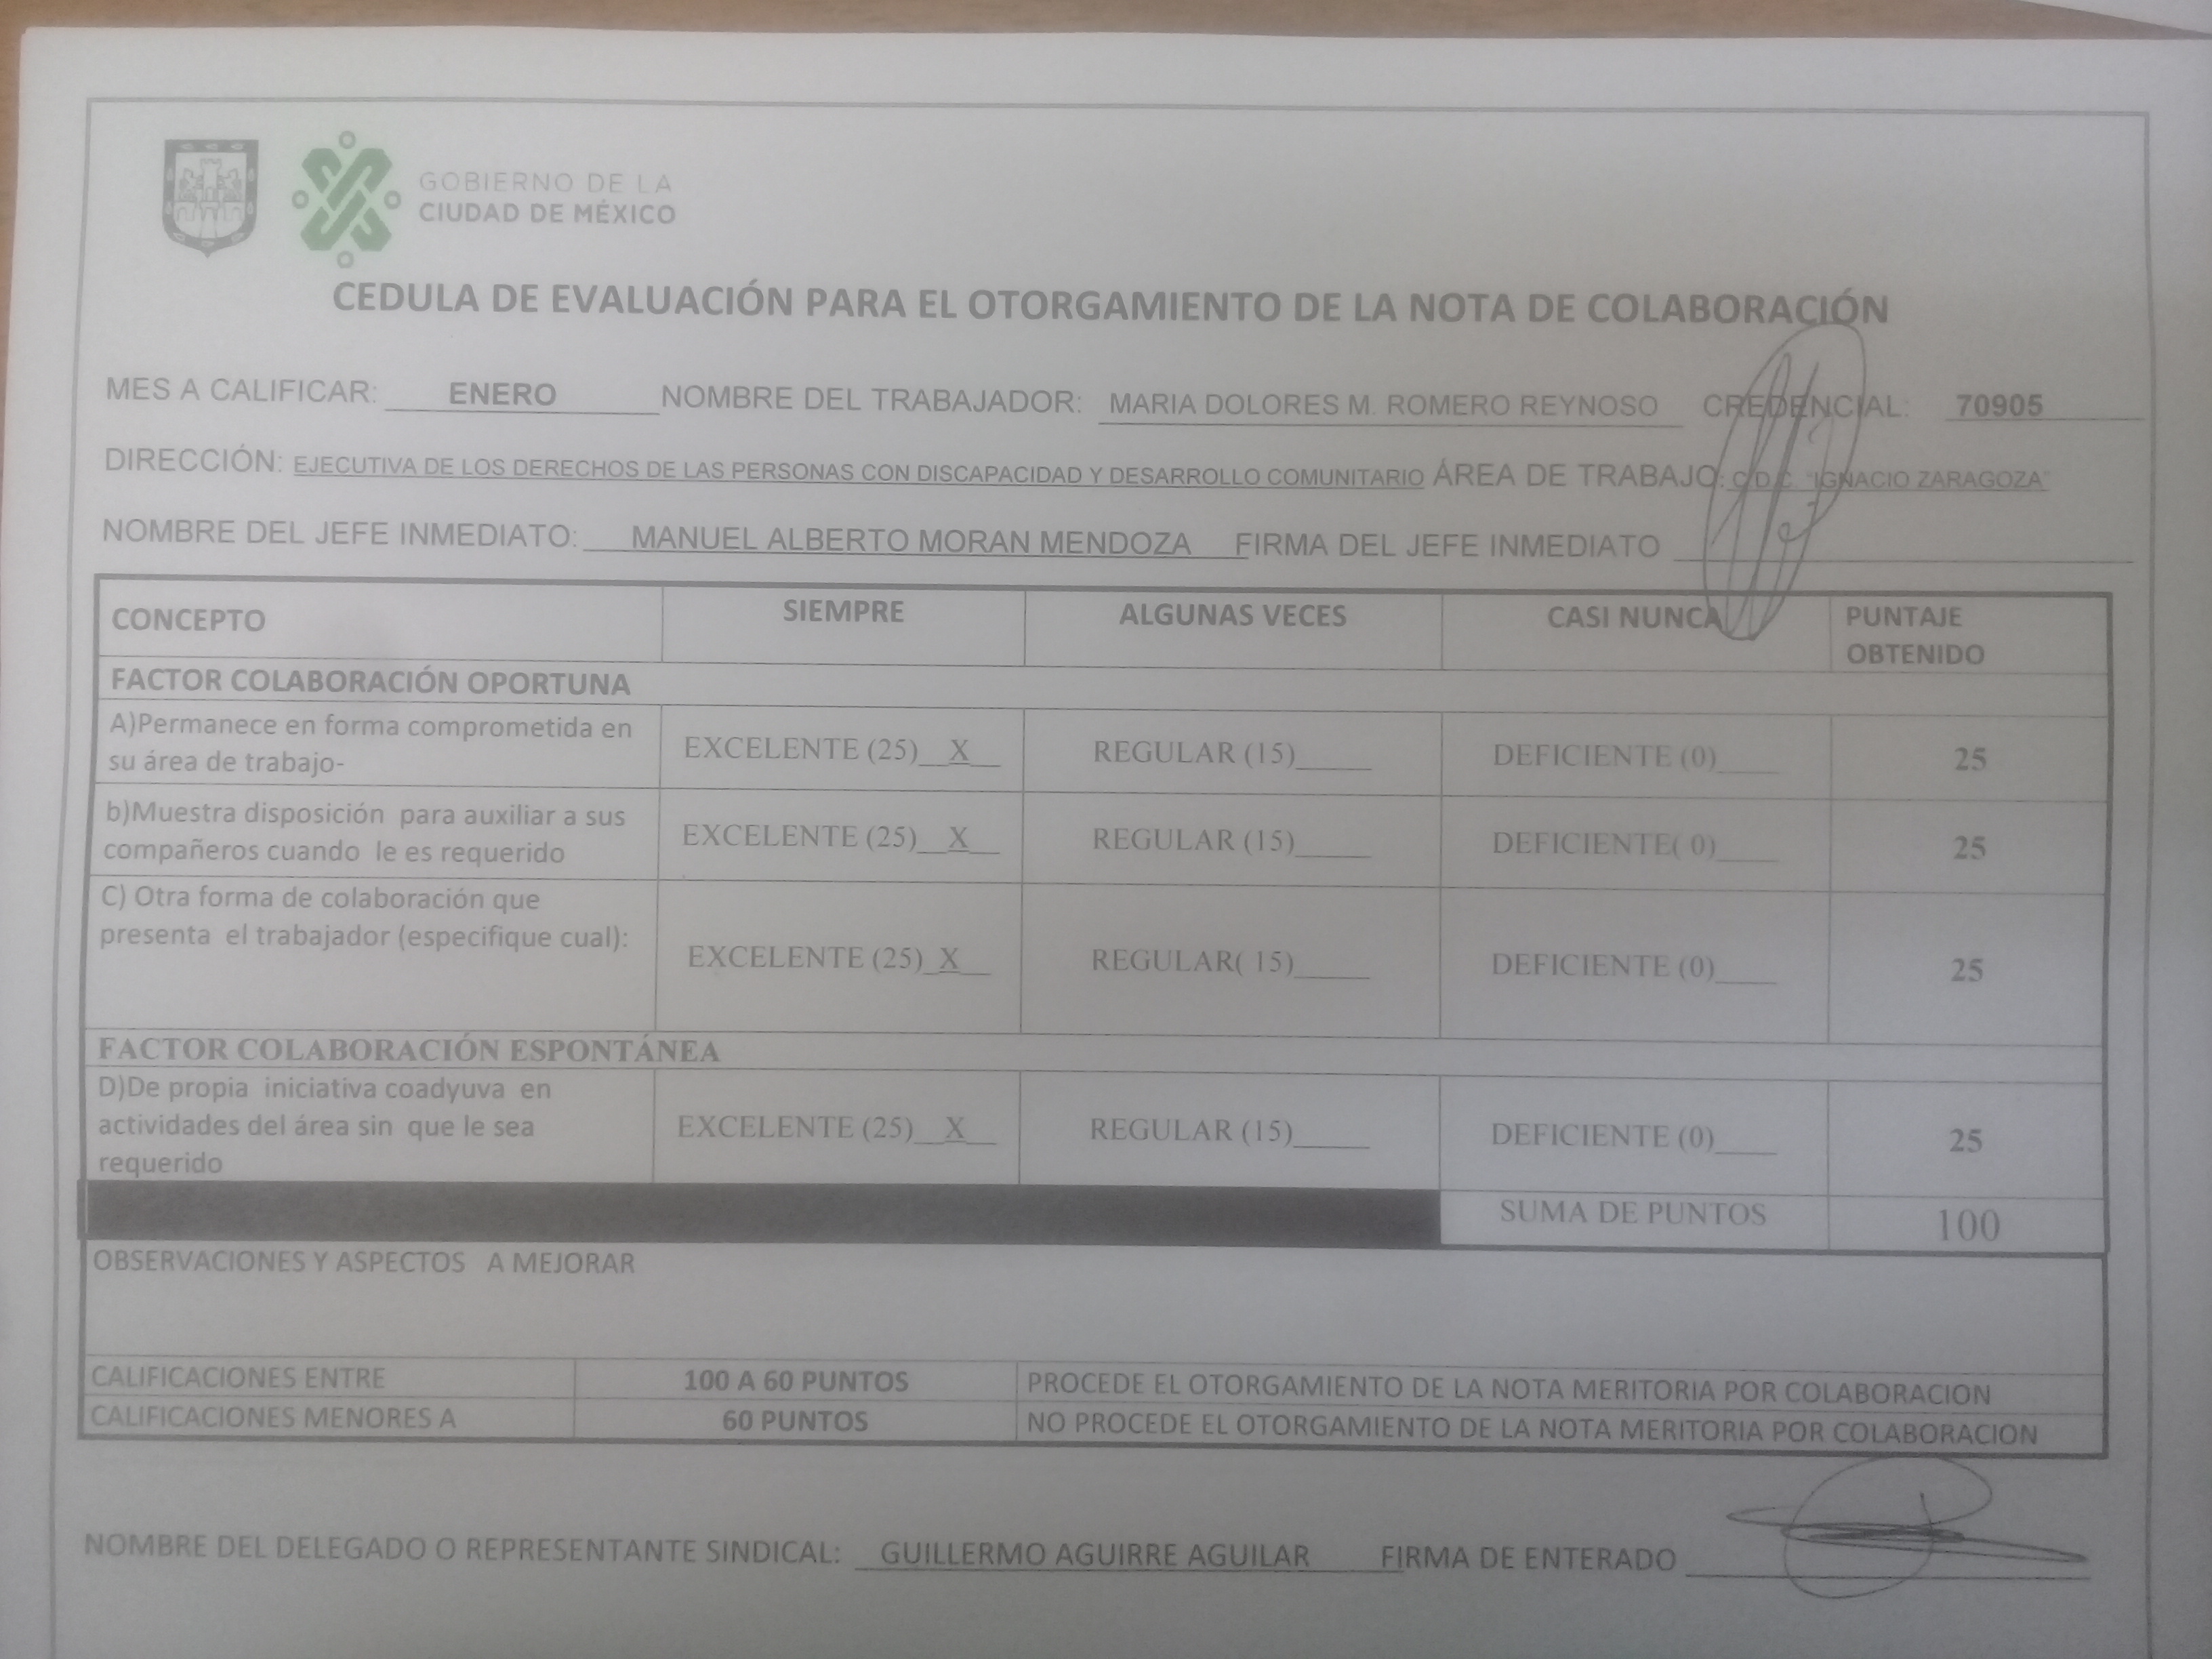 GOBIERNO DE LA
CIUDAD DE MÉXICO
CEDULA DE EVALUACIÓN PARA EL OTORGAMIENTO DE LA NOTA DE COLABORACIÓN
MES A CALIFICAR: ENERO NOMBRE DEL TRABAJADOR: MARIA DOLORES M. ROMERO REYNOSO CREDENCIAL: 70905
DIRECCIÓN: EJECUTIVA DE LOS DERECHOS DE LAS PERSONAS CON DISCAPACIDAD Y DESARROLLO COMUNITARIO ÁREA DE TRABAJO: C.D.C. "IGNACIO ZARAGOZA"
NOMBRE DEL JEFE INMEDIATO: MANUEL ALBERTO MORAN MENDOZA FIRMA DEL JEFE INMEDIATO
CONCEPTO SIEMPRE ALGUNAS VECES CASI NUNCA PUNTAJE
OBTENIDO
FACTOR COLABORACIÓN OPORTUNA
A)Permanece en forma comprometida en
su área de trabajo-
EXCELENTE (25)__X__ REGULAR (15)_____ DEFICIENTE (0)____ 25
b)Muestra disposición para auxiliar a sus
compañeros cuando le es requerido
EXCELENTE (25)__X__ REGULAR (15)_____ DEFICIENTE( 0)____ 25
C) Otra forma de colaboración que
presenta el trabajador (especifique cual):
EXCELENTE (25)_X__ REGULAR( 15)_____ DEFICIENTE (0)____ 25
FACTOR COLABORACIÓN ESPONTÁNEA
D)De propia iniciativa coadyuva en
actividades del área sin que le sea
requerido
EXCELENTE (25)__X__ REGULAR (15)_____ DEFICIENTE (0)____ 25
SUMA DE PUNTOS 100
OBSERVACIONES Y ASPECTOS A MEJORAR
CALIFICACIONES ENTRE 100 A 60 PUNTOS PROCEDE EL OTORGAMIENTO DE LA NOTA MERITORIA POR COLABORACION
CALIFICACIONES MENORES A 60 PUNTOS NO PROCEDE EL OTORGAMIENTO DE LA NOTA MERITORIA POR COLABORACION
NOMBRE DEL DELEGADO O REPRESENTANTE SINDICAL: GUILLERMO AGUIRRE AGUILAR FIRMA DE ENTERADO